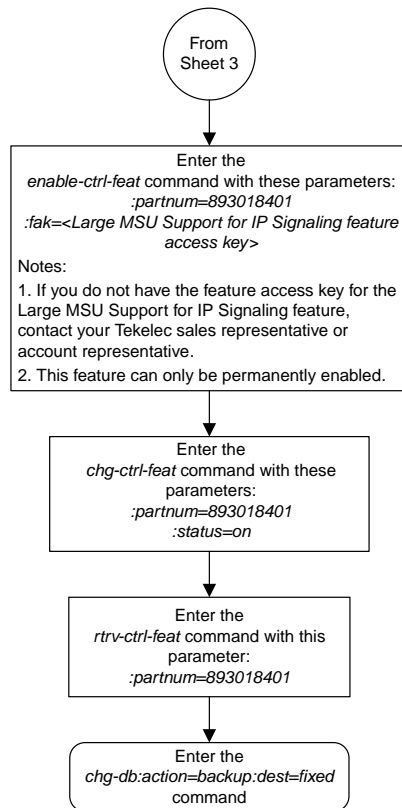 From
Sheet 3
Enter the
enable-ctrl-feat command with these parameters:
:partnum=893018401
:fak=<Large MSU Support for IP Signaling feature
access key>
Notes:
1. If you do not have the feature access key for the
Large MSU Support for IP Signaling feature,
contact your Tekelec sales representative or
account representative.
2. This feature can only be permanently enabled.
Enter the
chg-ctrl-feat command with these
parameters:
:partnum=893018401
:status=on
Enter the
rtrv-ctrl-feat command with this
parameter:
:partnum=893018401
Enter the
chg-db:action=backup:dest=fixed
command